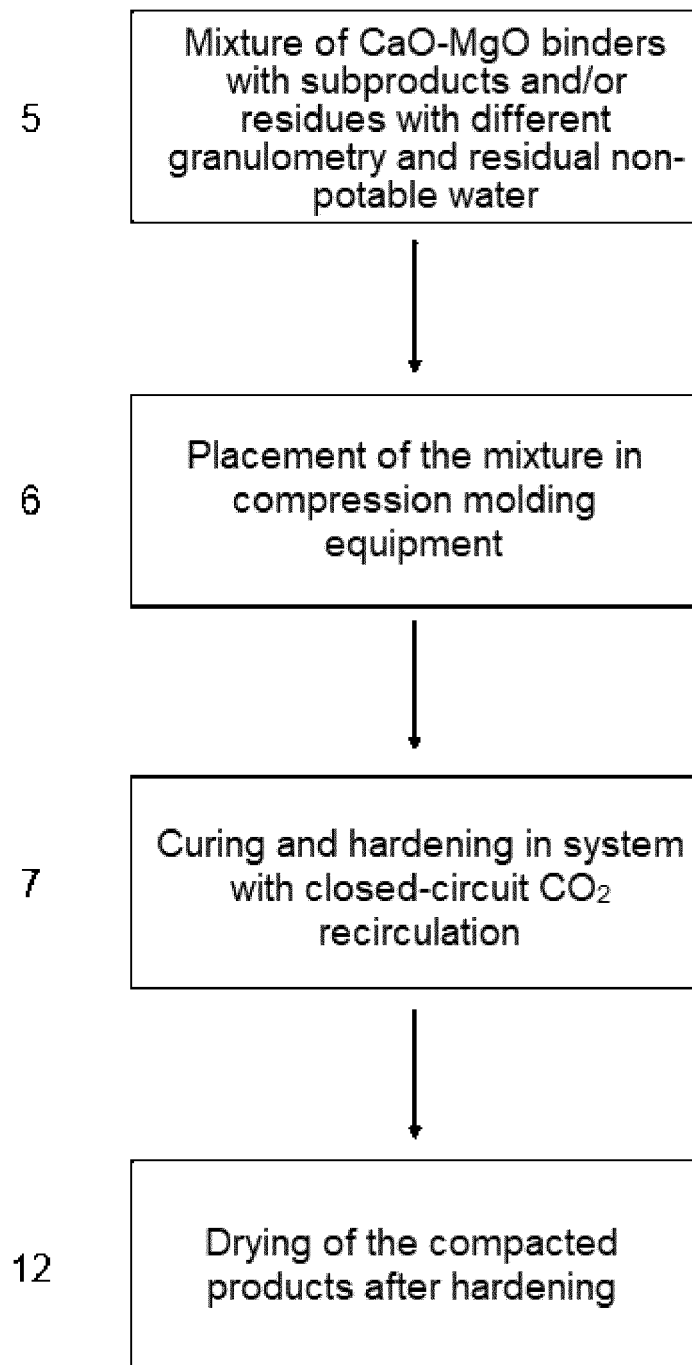 5
Mixture of CaO-MgO binders
with subproducts and/or
residues with different
granulometry and residual non-
potable water
6
Placement of the mixture in
compression molding
equipment
7
Curing and hardening in system
with closed-circuit CO₂
recirculation
12
Drying of the compacted
products after hardening